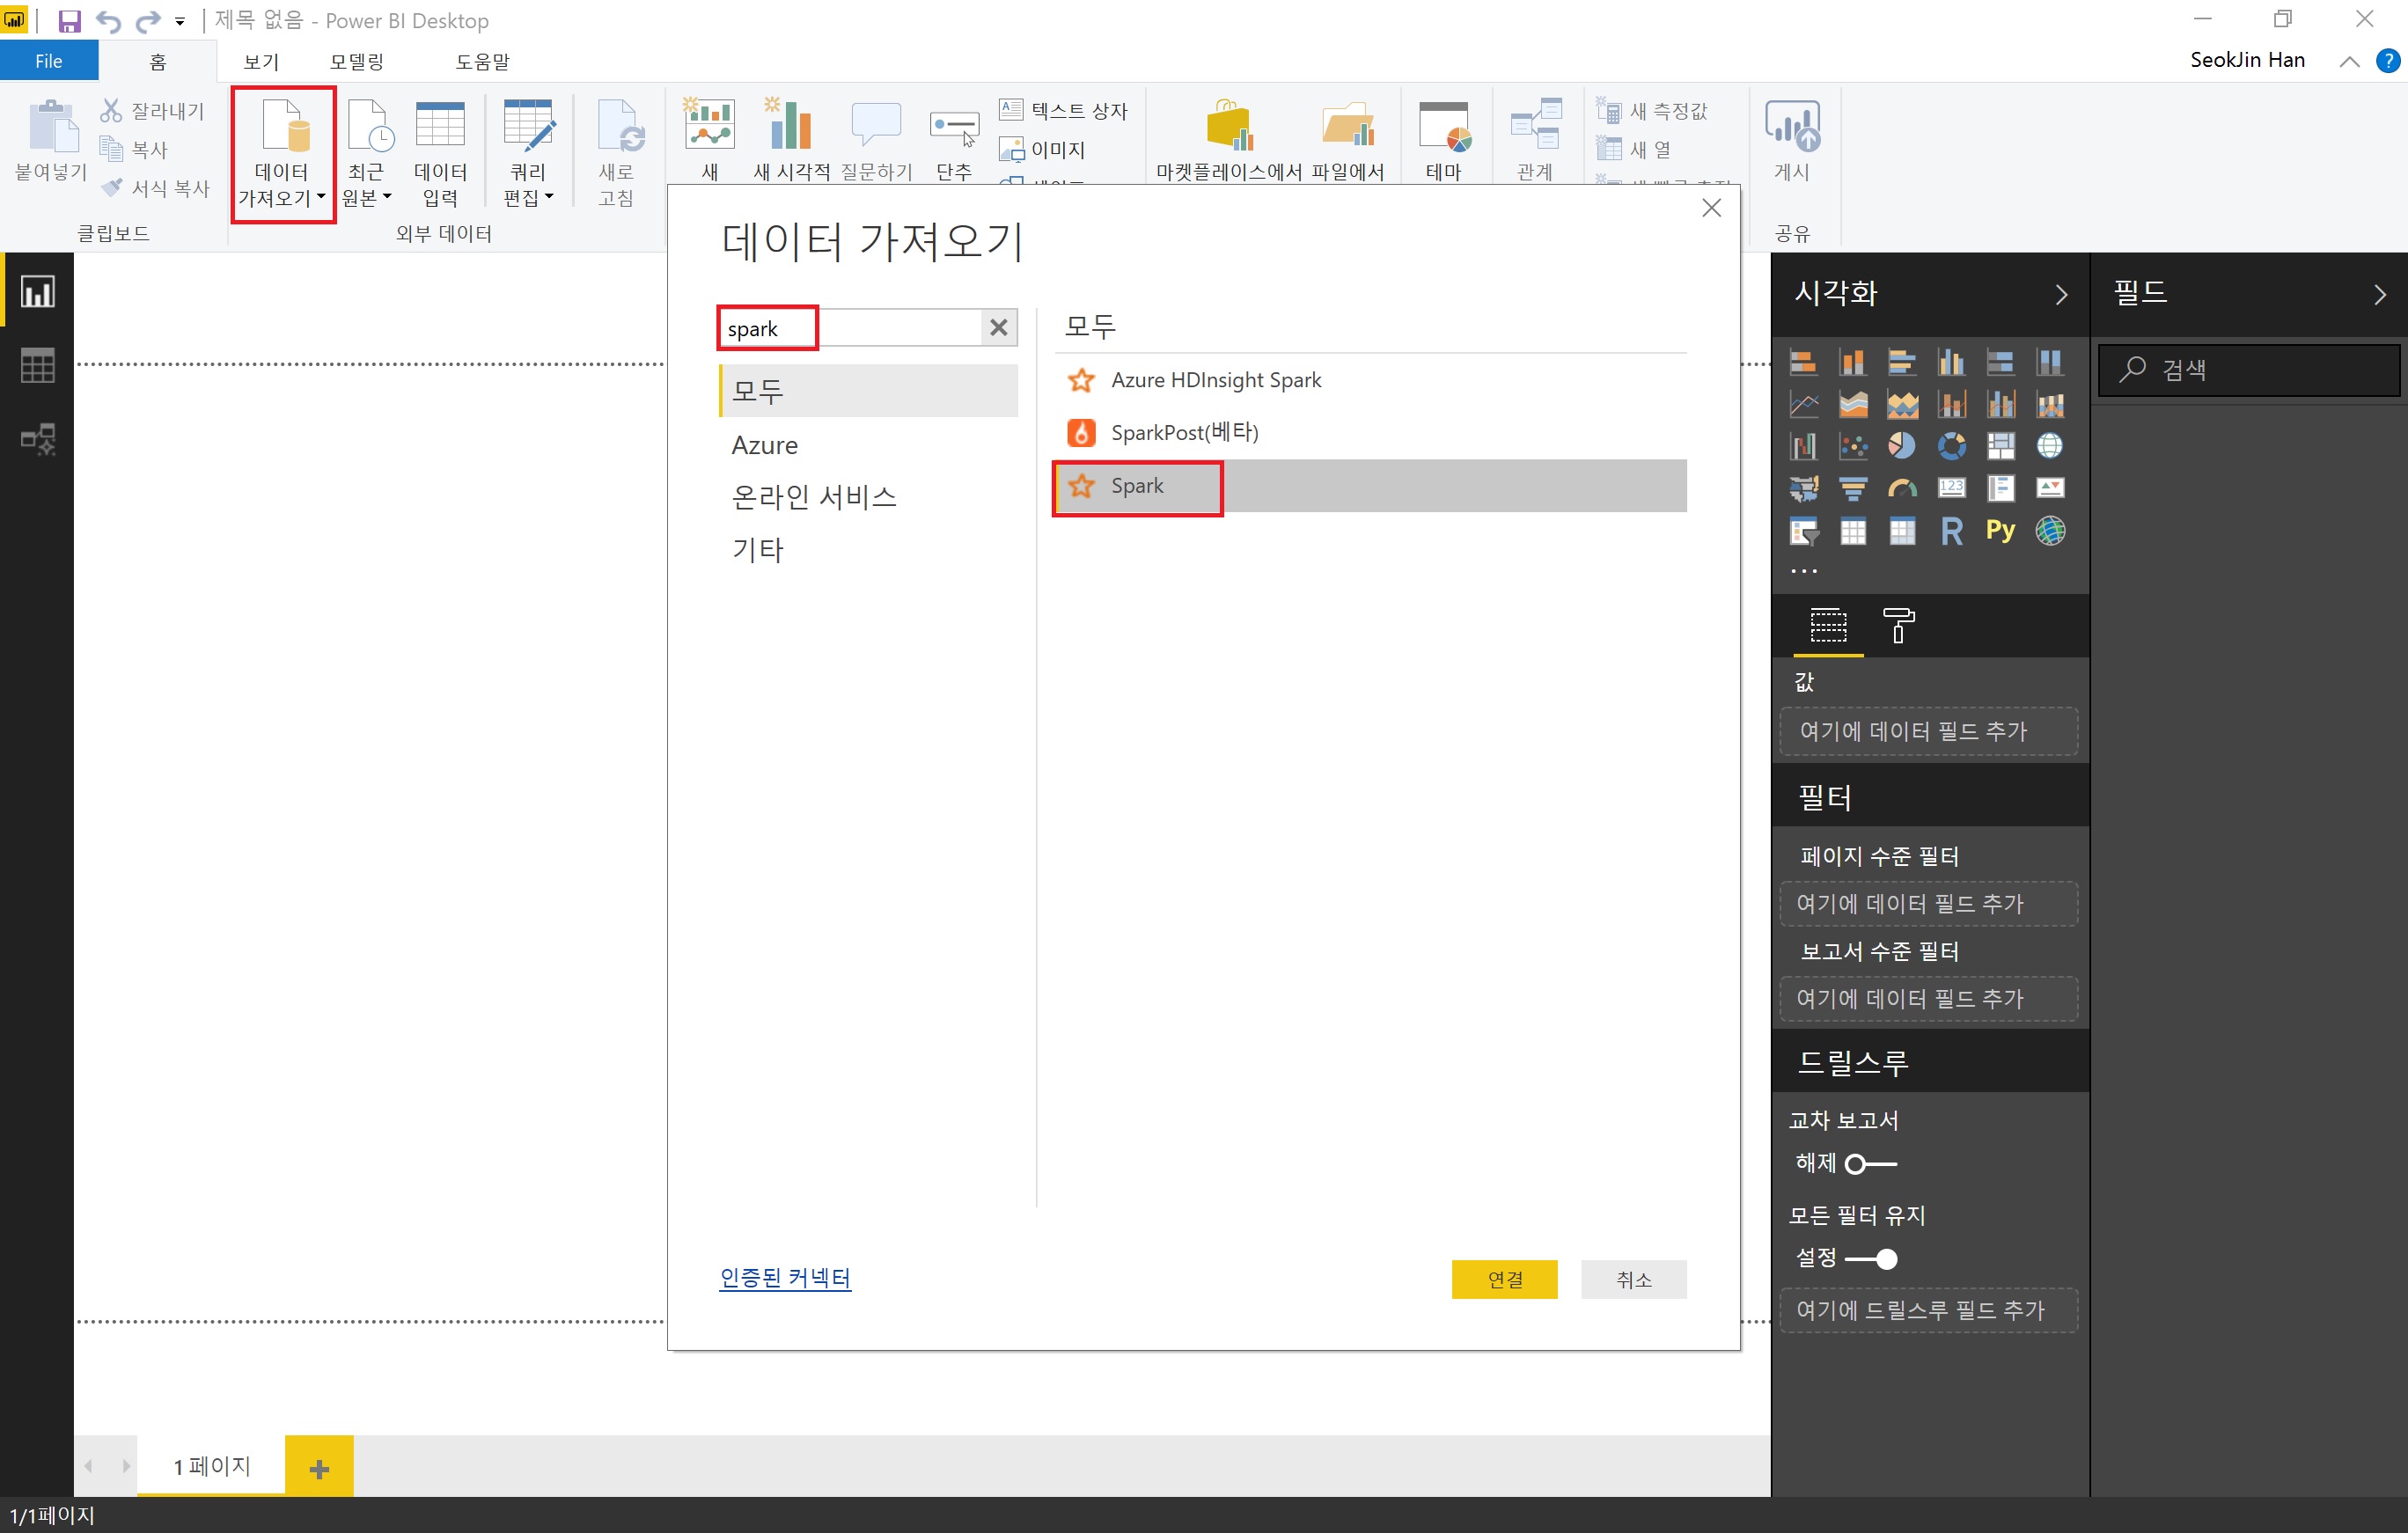 제목 없음 - Power BI Desktop
File
홈
보기
모델링
도움말
SeokJin Han
?
붙여넣기
잘라내기
복사
서식 복사
클립보드
데이터
가져오기
최근
원본
데이터
입력
쿼리
편집
새로
고침
외부 데이터
새
새 시각적
질문하기
단추
텍스트 상자
이미지
마켓플레이스에서
파일에서
테마
관계
새 측정값
새 열
게시
공유
데이터 가져오기
spark
모두
Azure
온라인 서비스
기타
모두
Azure HDInsight Spark
SparkPost(베타)
Spark
인증된 커넥터
연결
취소
시각화
123
R
Py
...
값
여기에 데이터 필드 추가
필터
페이지 수준 필터
여기에 데이터 필드 추가
보고서 수준 필터
여기에 데이터 필드 추가
드릴스루
교차 보고서
해제
모든 필터 유지
설정
여기에 드릴스루 필드 추가
필드
검색
1 페이지
1/1페이지